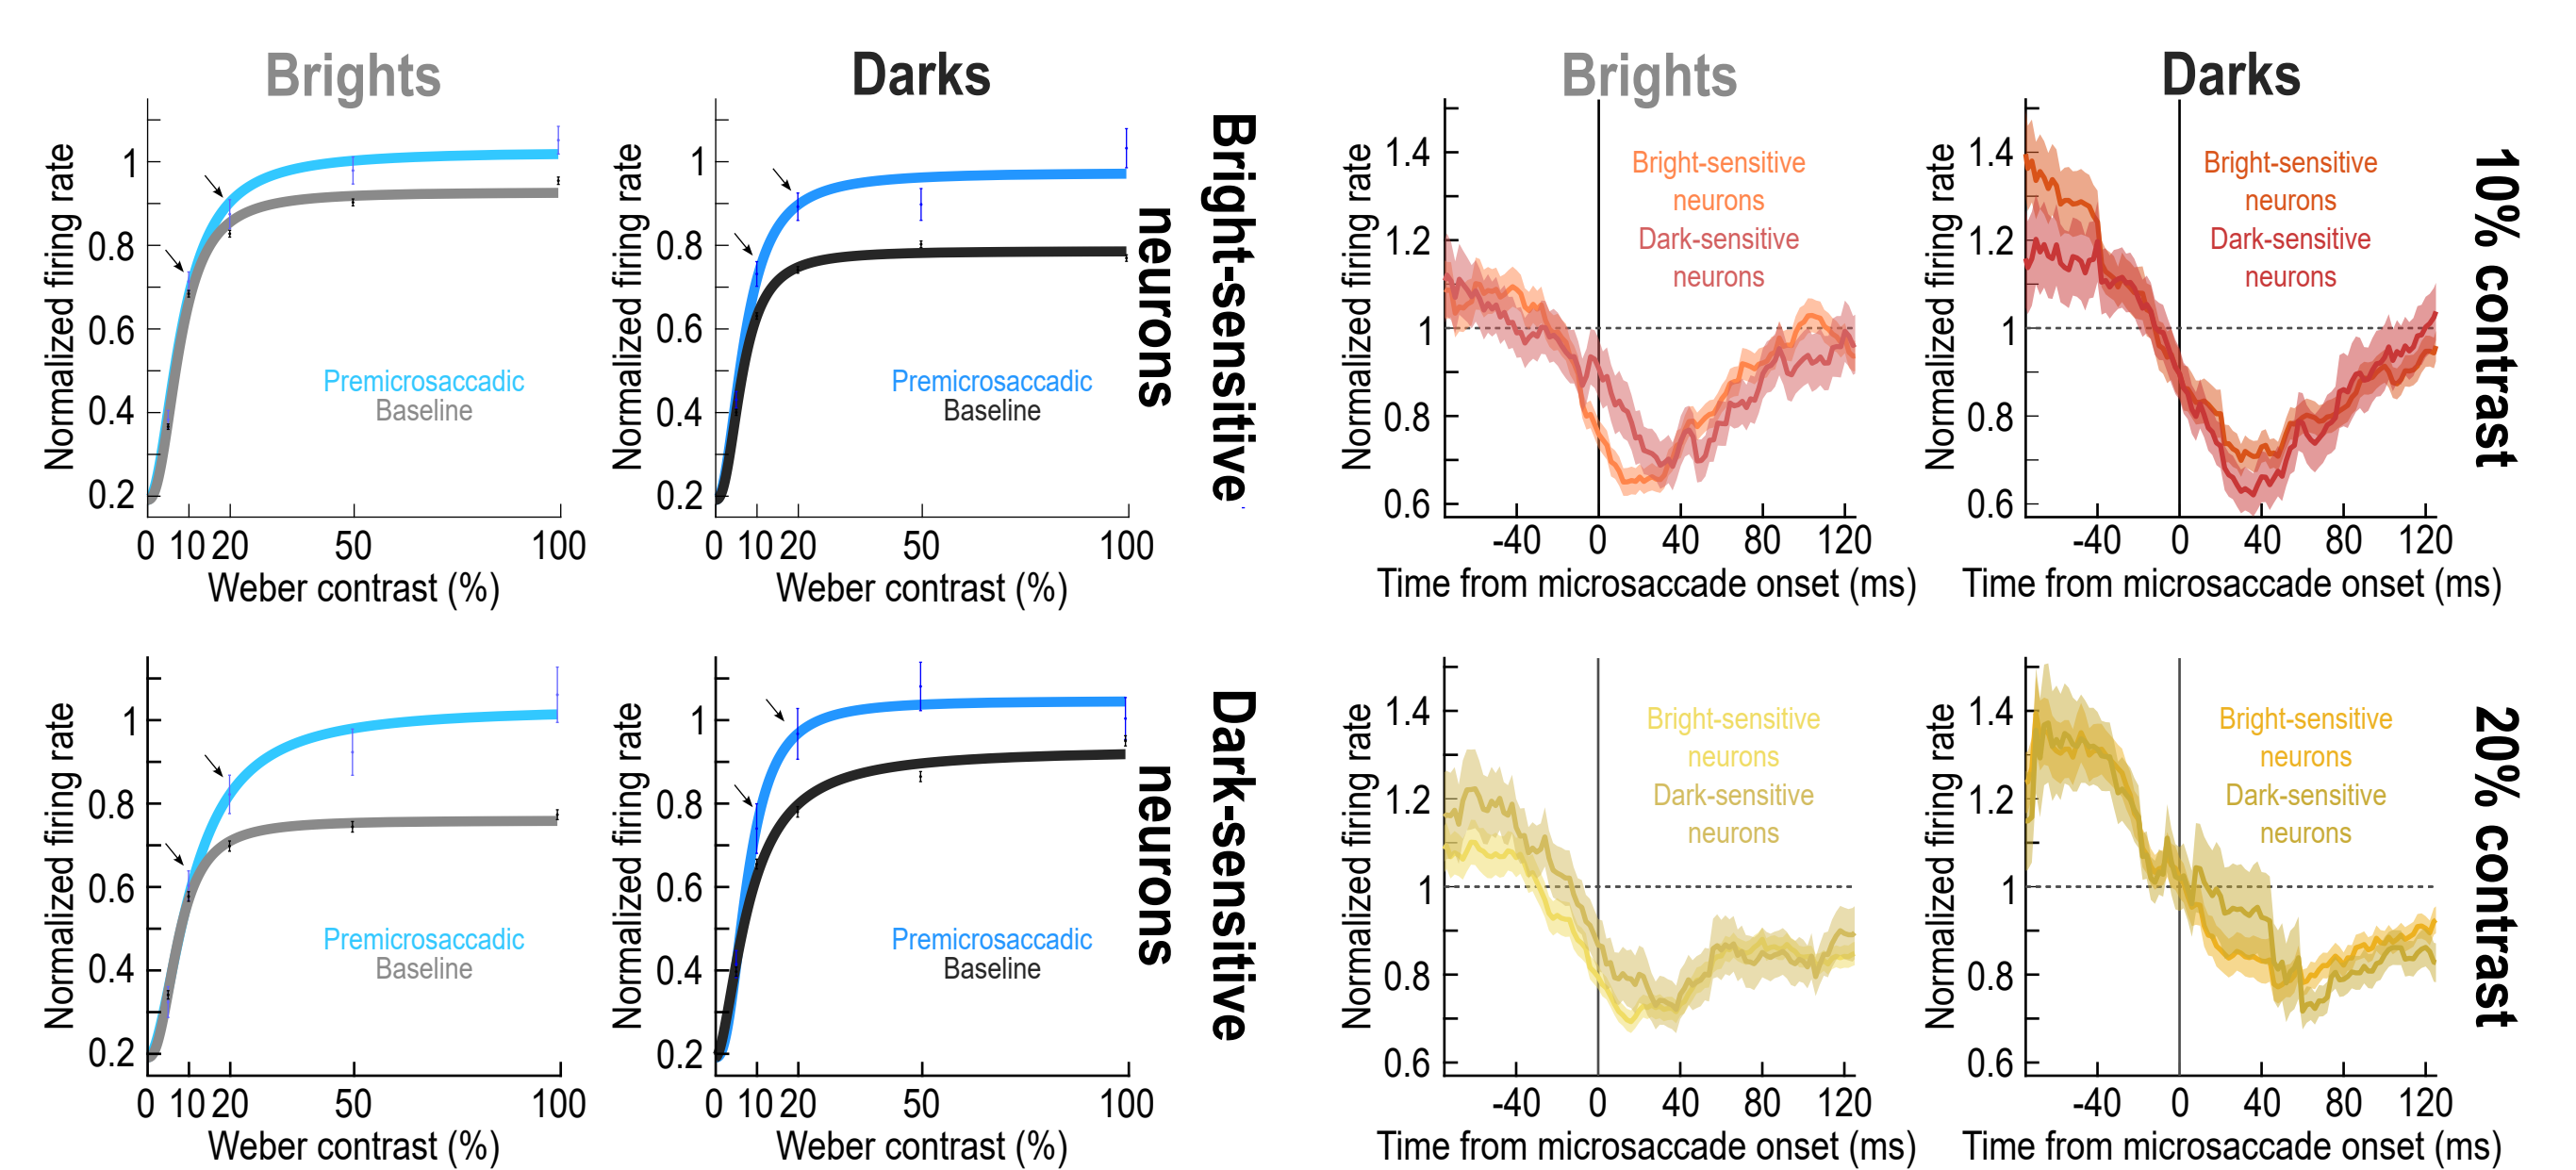 Brights
Normalized firing rate
1
0.8
0.6
0.4
0.2
Premicrosaccadic
Baseline
0 10 20 50 100
Weber contrast (%)
Darks
Normalized firing rate
1
0.8
0.6
0.4
0.2
Premicrosaccadic
Baseline
0 10 20 50 100
Weber contrast (%)
Bright-sensitive
neurons
Brights
Normalized firing rate
1.4
1.2
1
0.8
0.6
Bright-sensitive
neurons
Dark-sensitive
neurons
-40 0 40 80 120
Time from microsaccade onset (ms)
Darks
Normalized firing rate
1.4
1.2
1
0.8
0.6
Bright-sensitive
neurons
Dark-sensitive
neurons
-40 0 40 80 120
Time from microsaccade onset (ms)
10% contrast
Normalized firing rate
1
0.8
0.6
0.4
0.2
Premicrosaccadic
Baseline
0 10 20 50 100
Weber contrast (%)
Normalized firing rate
1
0.8
0.6
0.4
0.2
Premicrosaccadic
Baseline
0 10 20 50 100
Weber contrast (%)
Dark-sensitive
neurons
Normalized firing rate
1.4
1.2
1
0.8
0.6
Bright-sensitive
neurons
Dark-sensitive
neurons
-40 0 40 80 120
Time from microsaccade onset (ms)
Normalized firing rate
1.4
1.2
1
0.8
0.6
Bright-sensitive
neurons
Dark-sensitive
neurons
-40 0 40 80 120
Time from microsaccade onset (ms)
20% contrast